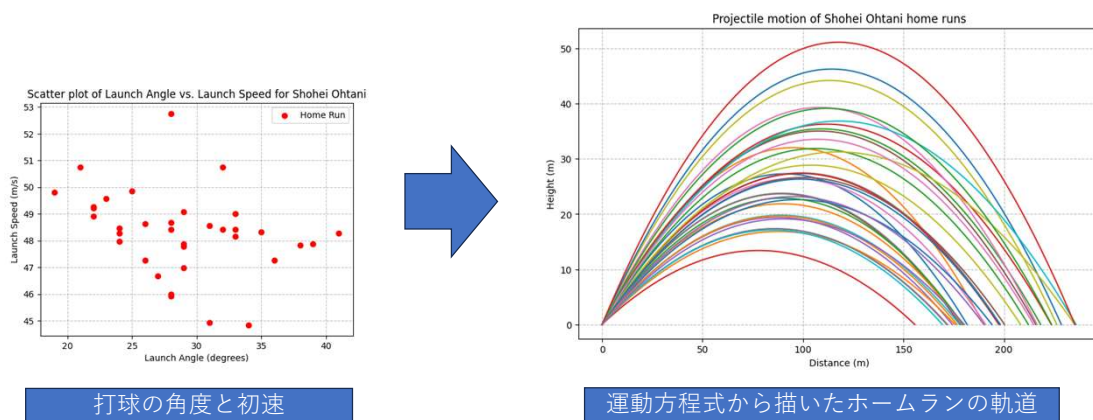 Projectile motion of Shohei Ohtani home runs
50
40
30
20
10
0
Height (m)
0
50
100
150
200
Distance (m)
Scatter plot of Launch Angle vs. Launch Speed for Shohei Ohtani
Home Run
53
52
51
50
49
48
47
46
45
Launch Speed (m/s)
20
25
30
35
40
Launch Angle (degrees)
打球の角度と初速
運動方程式から描いたホームランの軌道